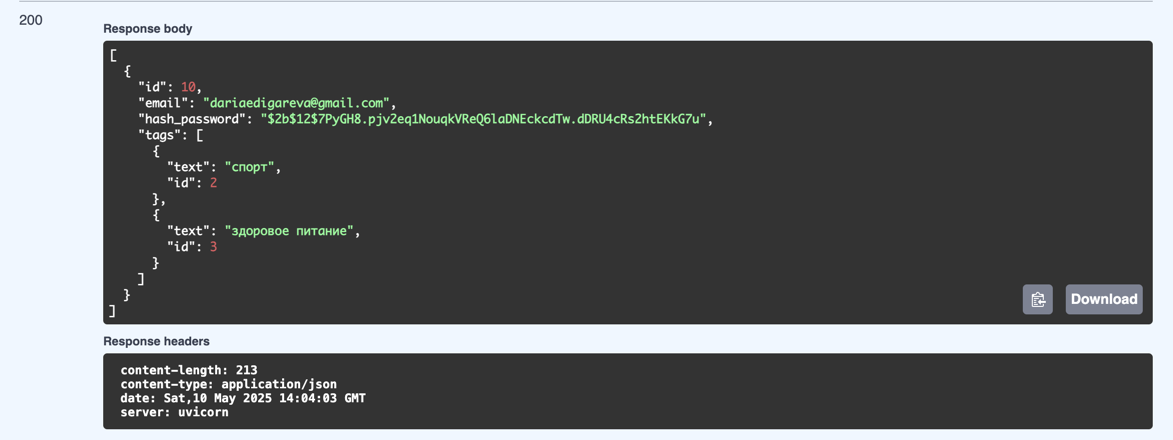 200
Response body
[
  {
    "id": 10,
    "email": "dariaedigareva@gmail.com",
    "hash_password": "$2b$12$7PyGH8.pjv2eq1NouqkVReQ6laDNEckcdTw.dDRU4cRs2htEKkG7u",
    "tags": [
      {
        "text": "спорт",
        "id": 2
      },
      {
        "text": "здоровое питание",
        "id": 3
      }
    ]
  }
]
Download
Response headers
content-length: 213
content-type: application/json
date: Sat,10 May 2025 14:04:03 GMT
server: uvicorn